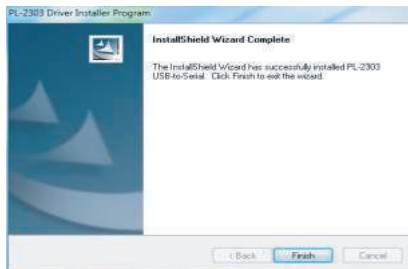 PL-2303 Driver Installer Program
InstallShield Wizard Complete
The InstallShield Wizard has successfully installed PL-2303
USB-to-Serial. Click Finish to exit the wizard.
< Back Finish Cancel